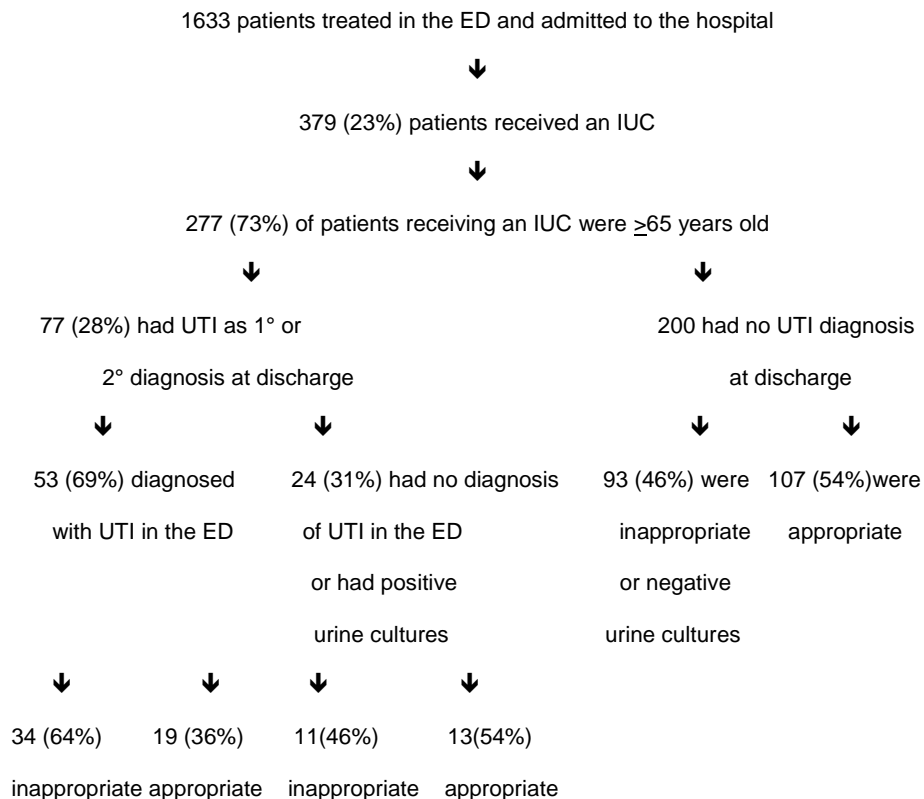 1633 patients treated in the ED and admitted to the hospital
379 (23%) patients received an IUC
277 (73%) of patients receiving an IUC were ≥65 years old
77 (28%) had UTI as 1° or
2° diagnosis at discharge
200 had no UTI diagnosis
at discharge
53 (69%) diagnosed
with UTI in the ED
24 (31%) had no diagnosis
of UTI in the ED
or had positive
urine cultures
93 (46%) were
inappropriate
or negative
urine cultures
107 (54%)were
appropriate
34 (64%)
inappropriate
19 (36%)
appropriate
11(46%)
inappropriate
13(54%)
appropriate